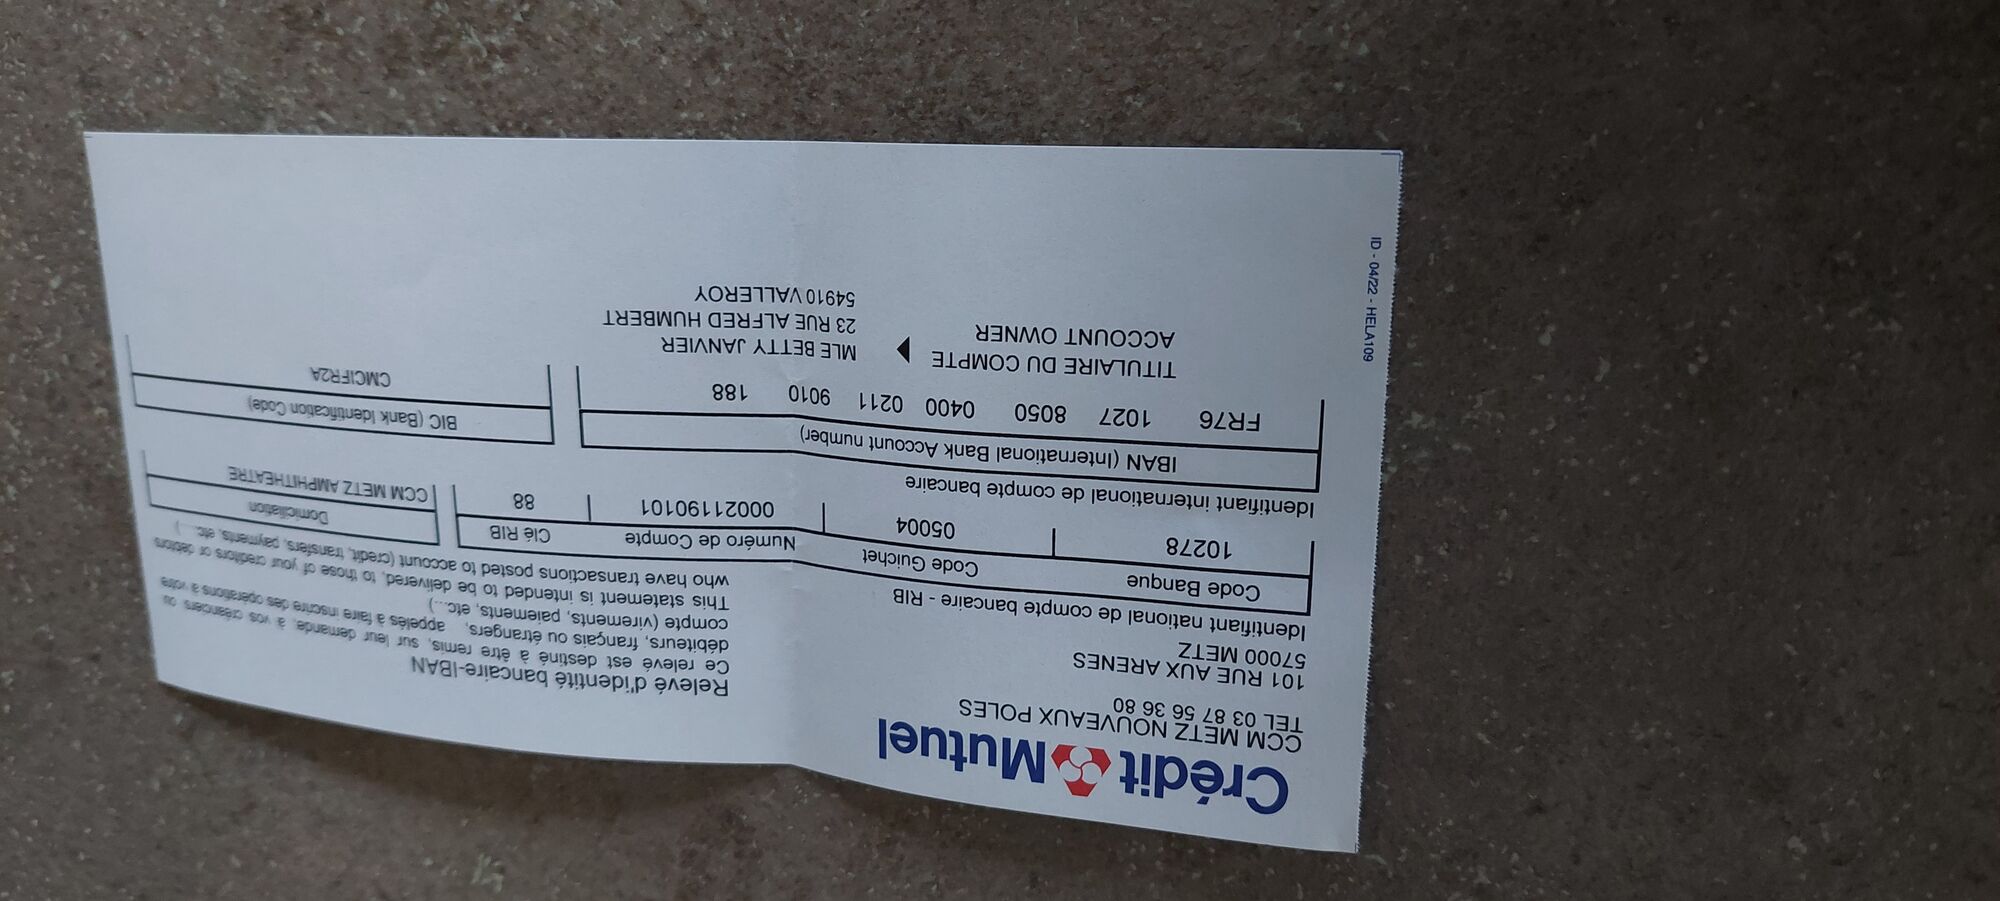 Crédit Mutuel
CCM METZ NOUVEAUX POLES
TEL 03 87 56 36 80
101 RUE AUX ARENES
57000 METZ
Relevé d'identité bancaire-IBAN
Ce relevé est destiné à être remis, sur leur demande, à vos créanciers ou
débiteurs, français ou étrangers, appelés à faire inscrire des opérations à votre
compte (virements, paiements, etc...)
This statement is intended to be delivered, to those of your creditors or debtors
who have transactions posted to account (credit, transfers, payments, etc. ...)
Identifiant national de compte bancaire - RIB
Code Banque Code Guichet Numéro de Compte Clé RIB Domiciliation
10278 05004 00021190101 88 CCM METZ AMPHITHEATRE
Identifiant international de compte bancaire
IBAN (International Bank Account number) BIC (Bank Identification Code)
FR76 1027 8050 0400 0211 9010 188 CMCIFR2A
TITULAIRE DU COMPTE
ACCOUNT OWNER
MLE BETTY JANVIER
23 RUE ALFRED HUMBERT
54910 VALLEROY
ID - 04/22 - HELA109